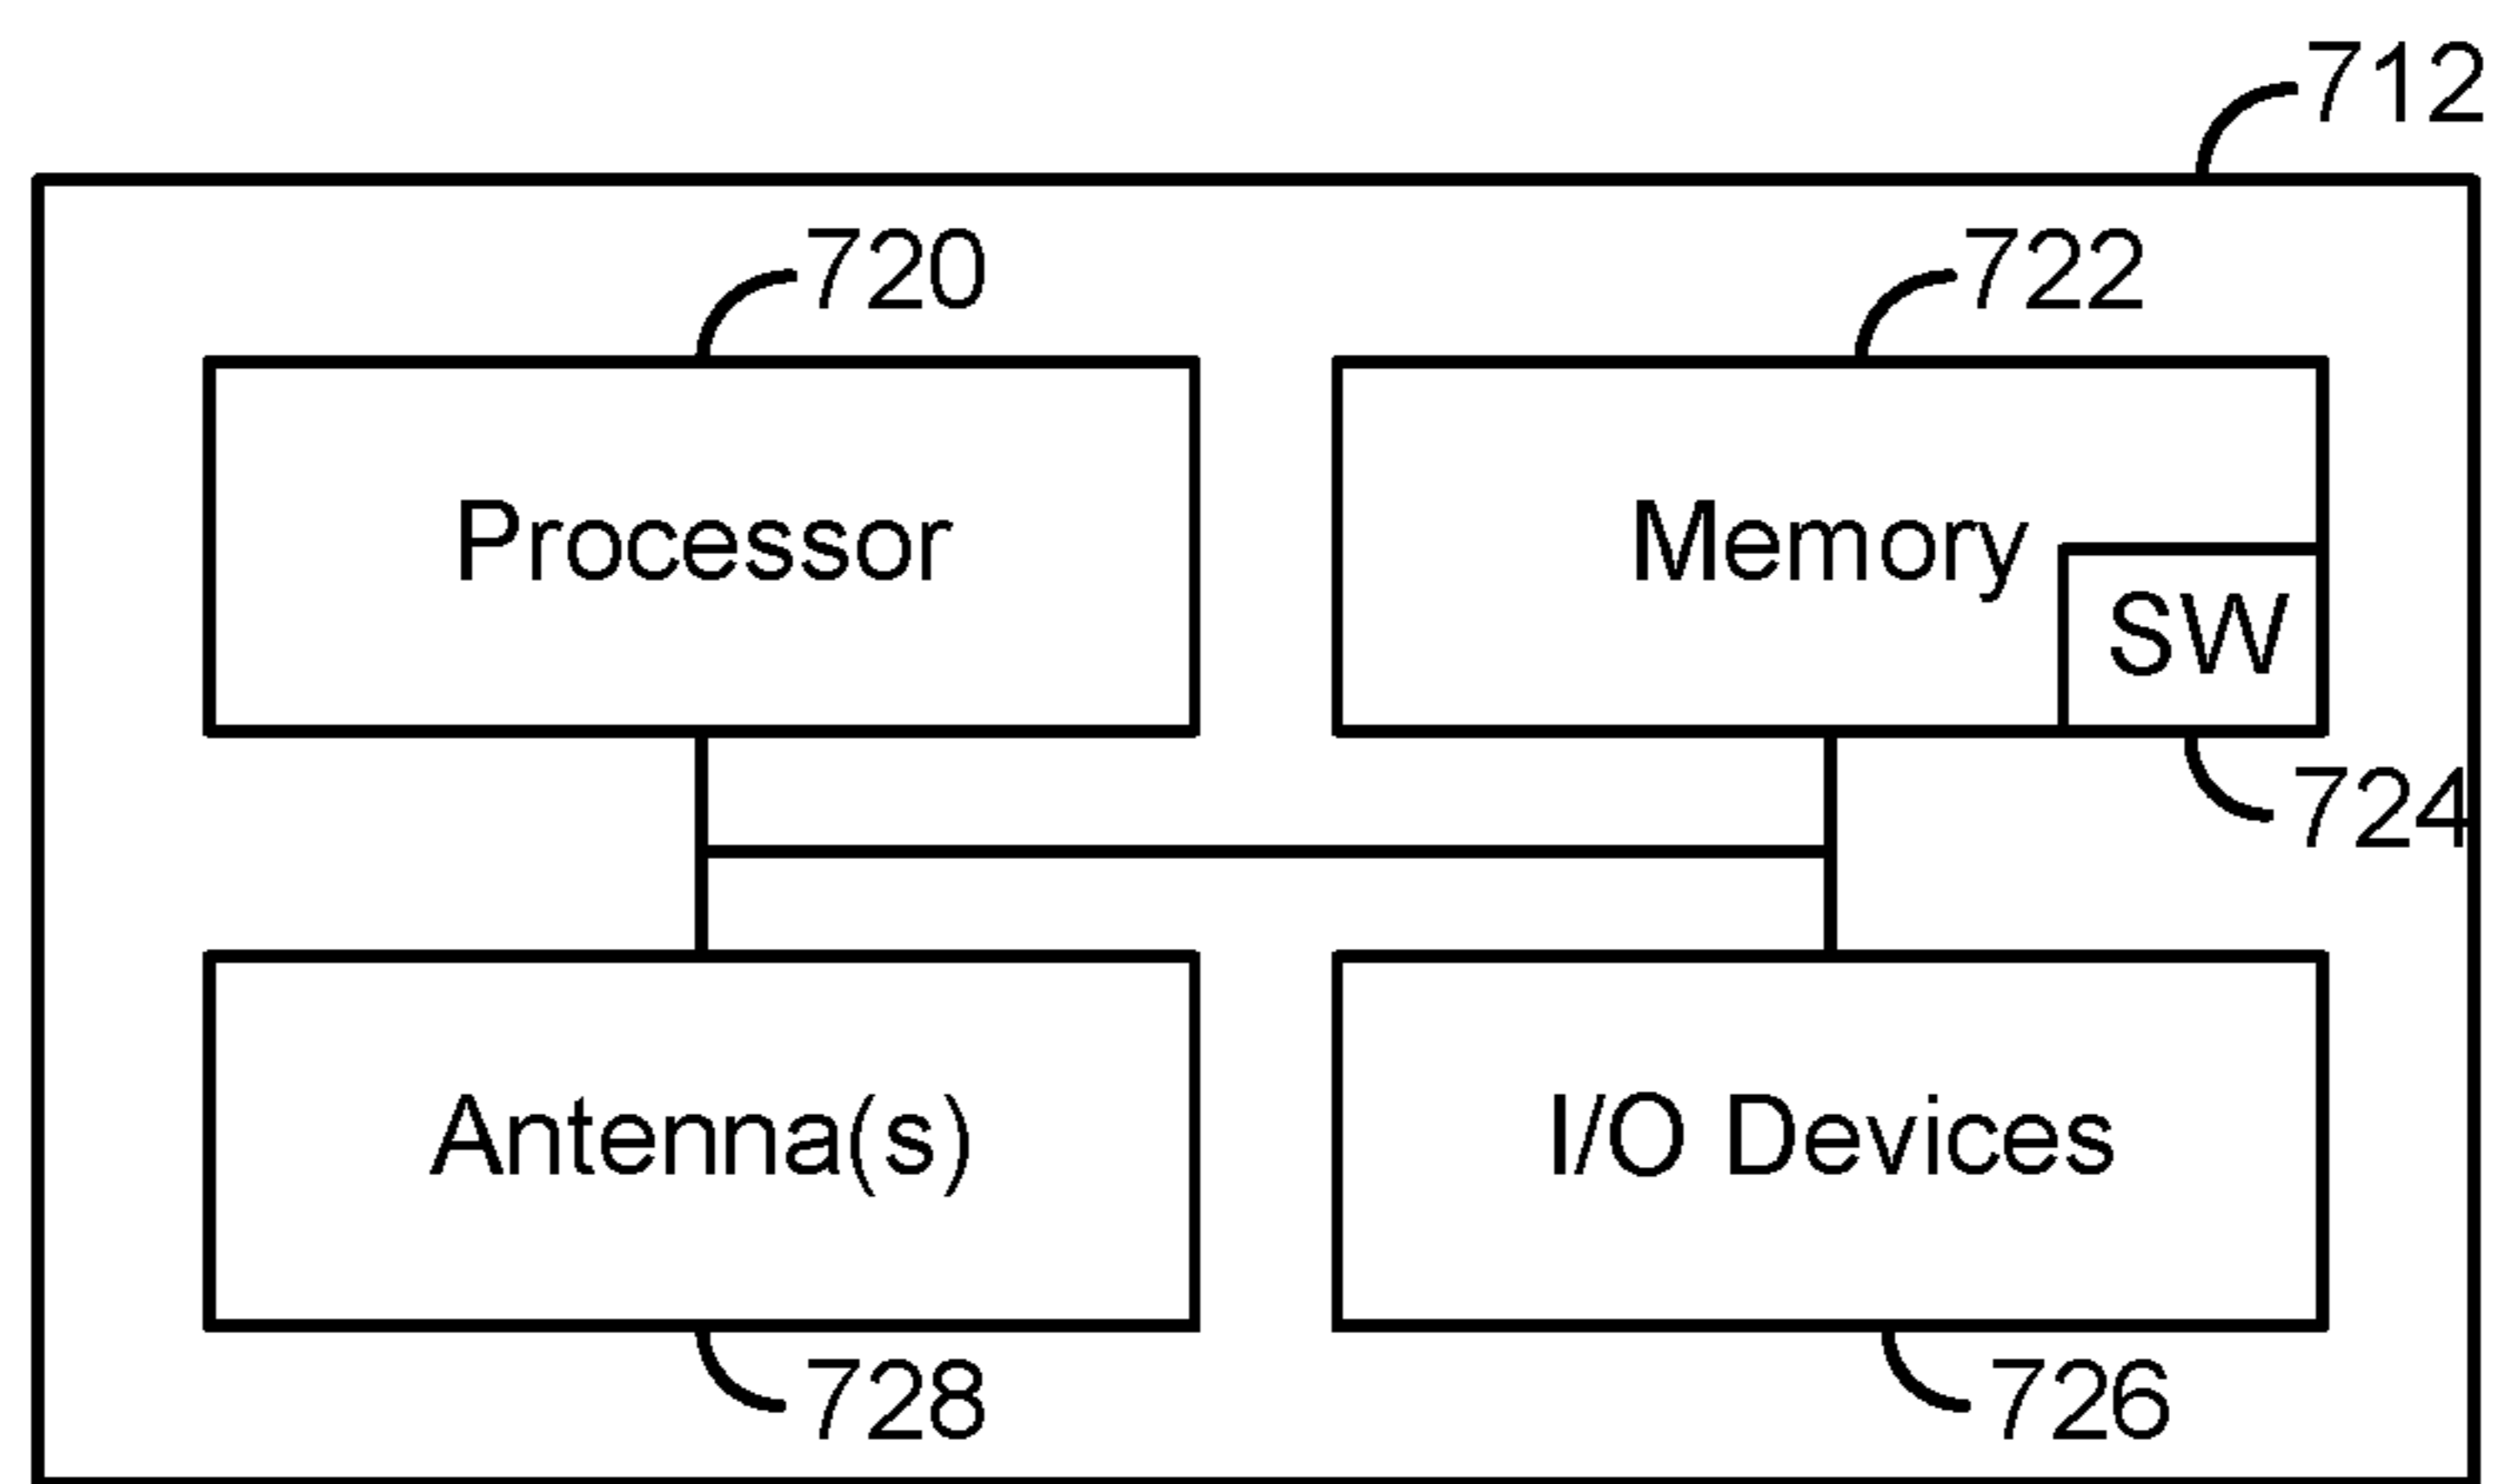 712
720
722
Processor
Memory
SW
724
Antenna(s)
I/O Devices
728
726